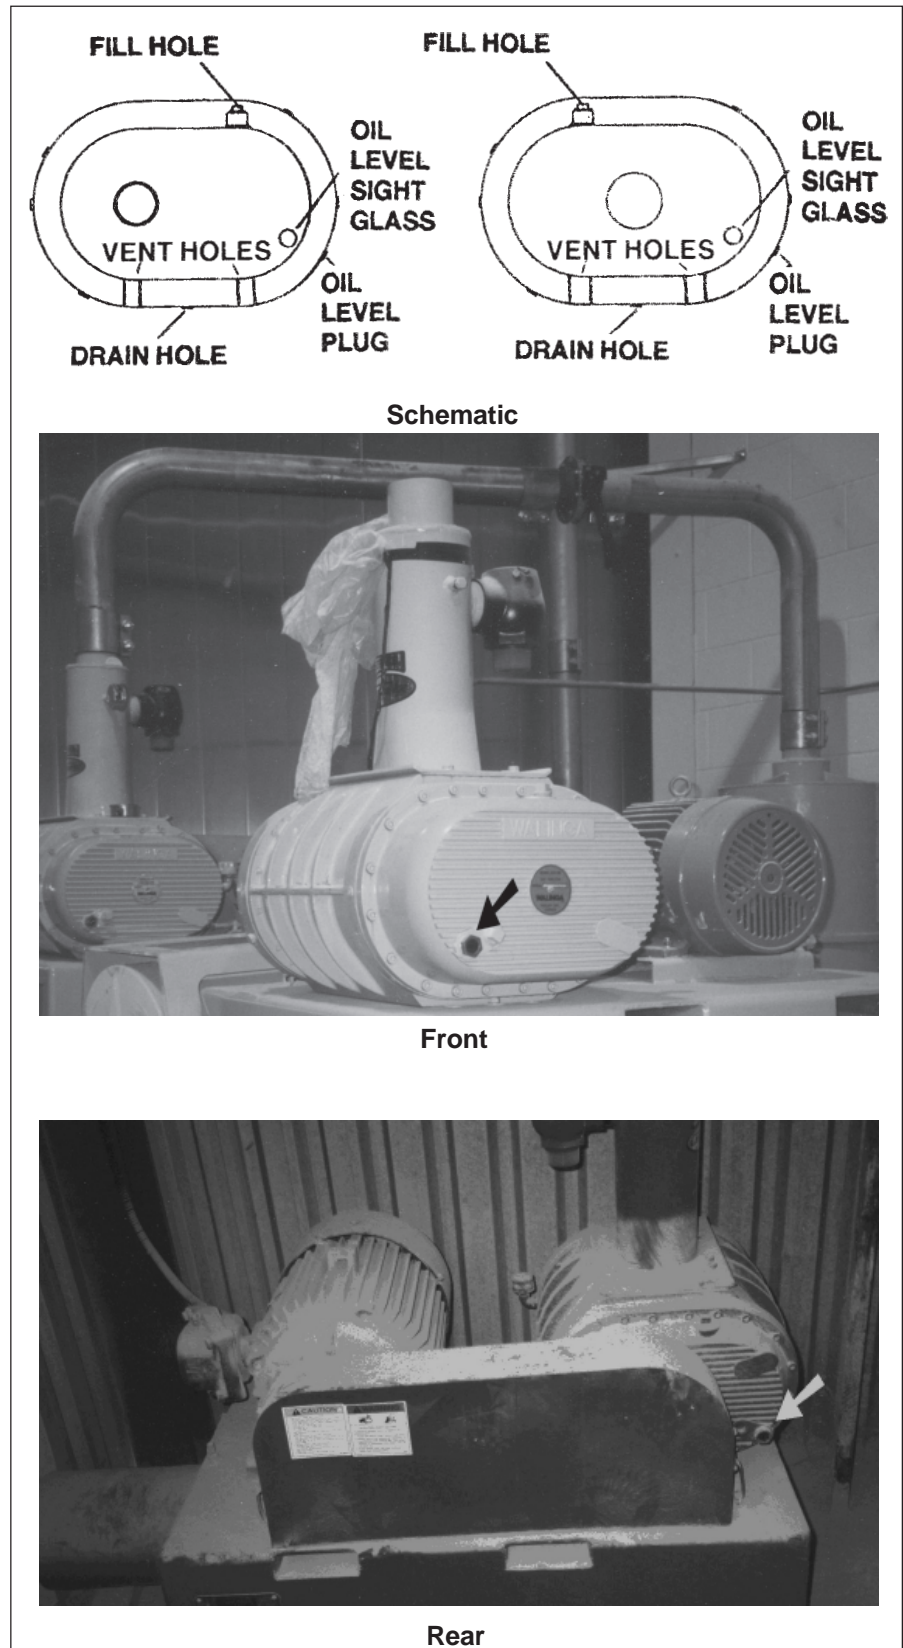 FILL HOLE
OIL
LEVEL
SIGHT
GLASS
VENT HOLES
OIL
LEVEL
PLUG
DRAIN HOLE
FILL HOLE
OIL
LEVEL
SIGHT
GLASS
VENT HOLES
OIL
LEVEL
PLUG
DRAIN HOLE
Schematic
WALINGA
Front
CAUTION
Rear